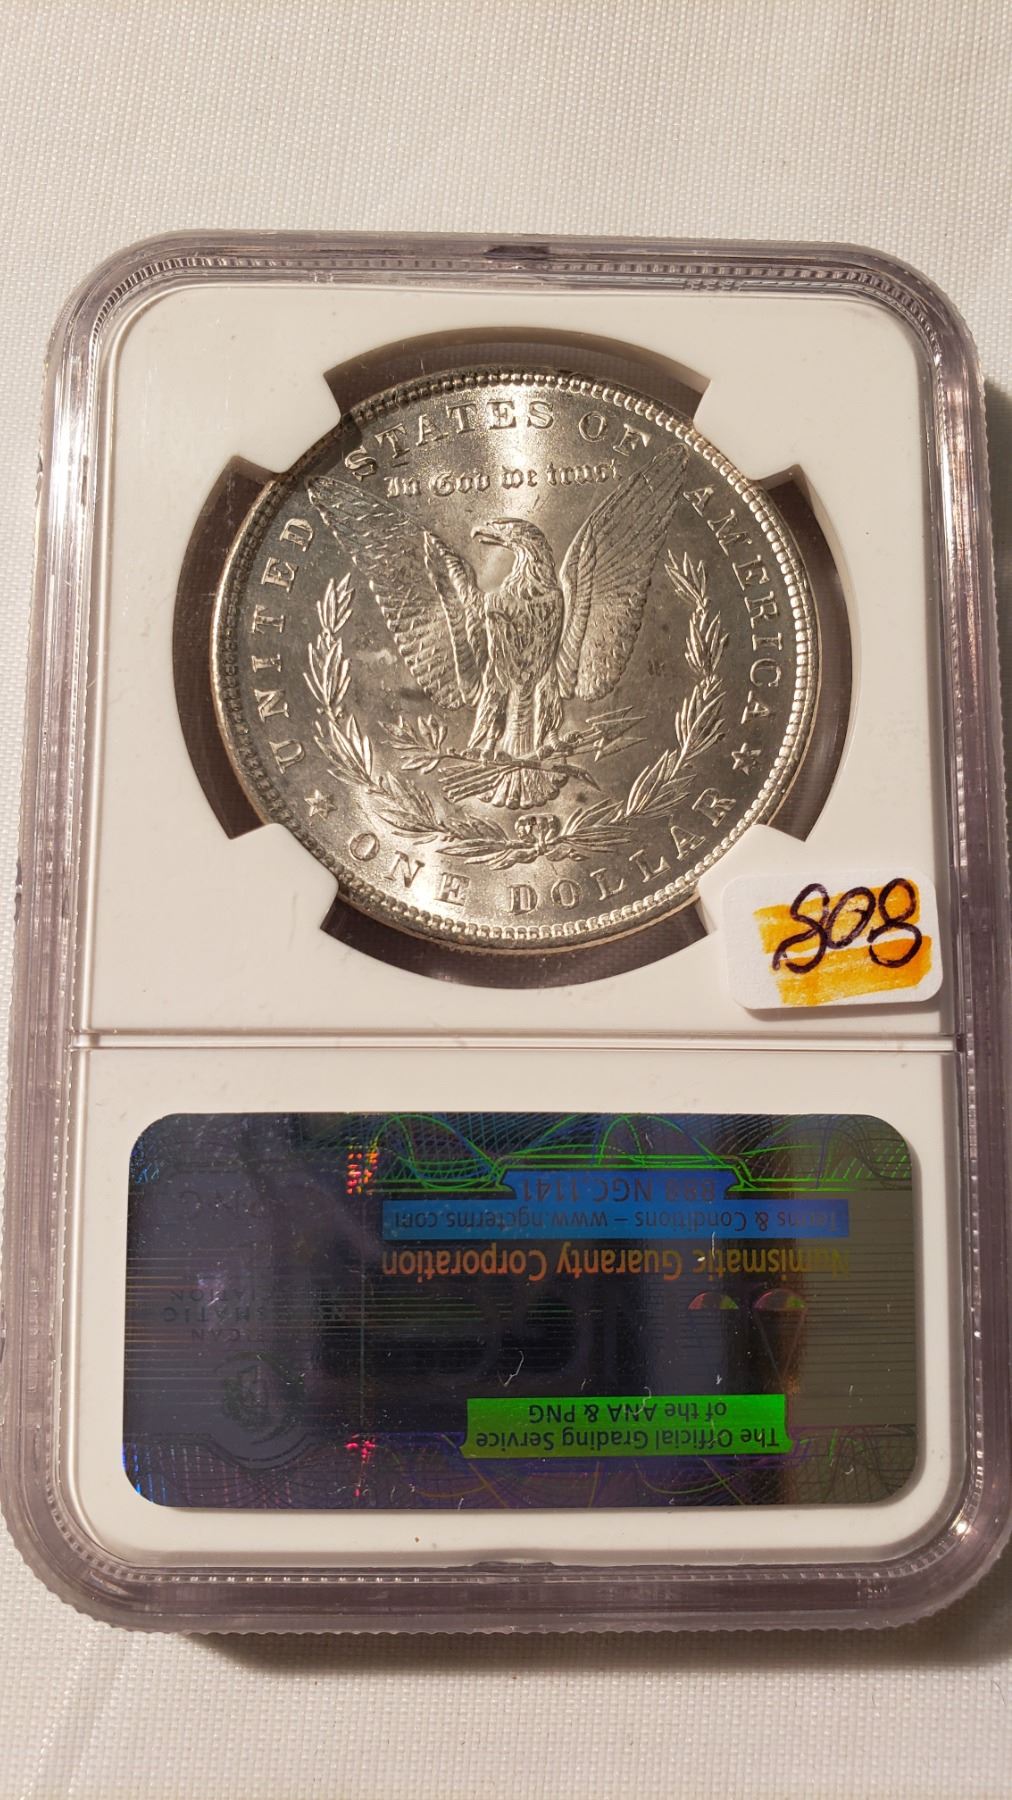 UNITED STATES OF AMERICA
In God we trust
ONE DOLLAR
808
888 NGC.1141
Terms & Conditions – www.ngcterms.com
Numismatic Guaranty Corporation
The Official Grading Service
of the ANA & PNG